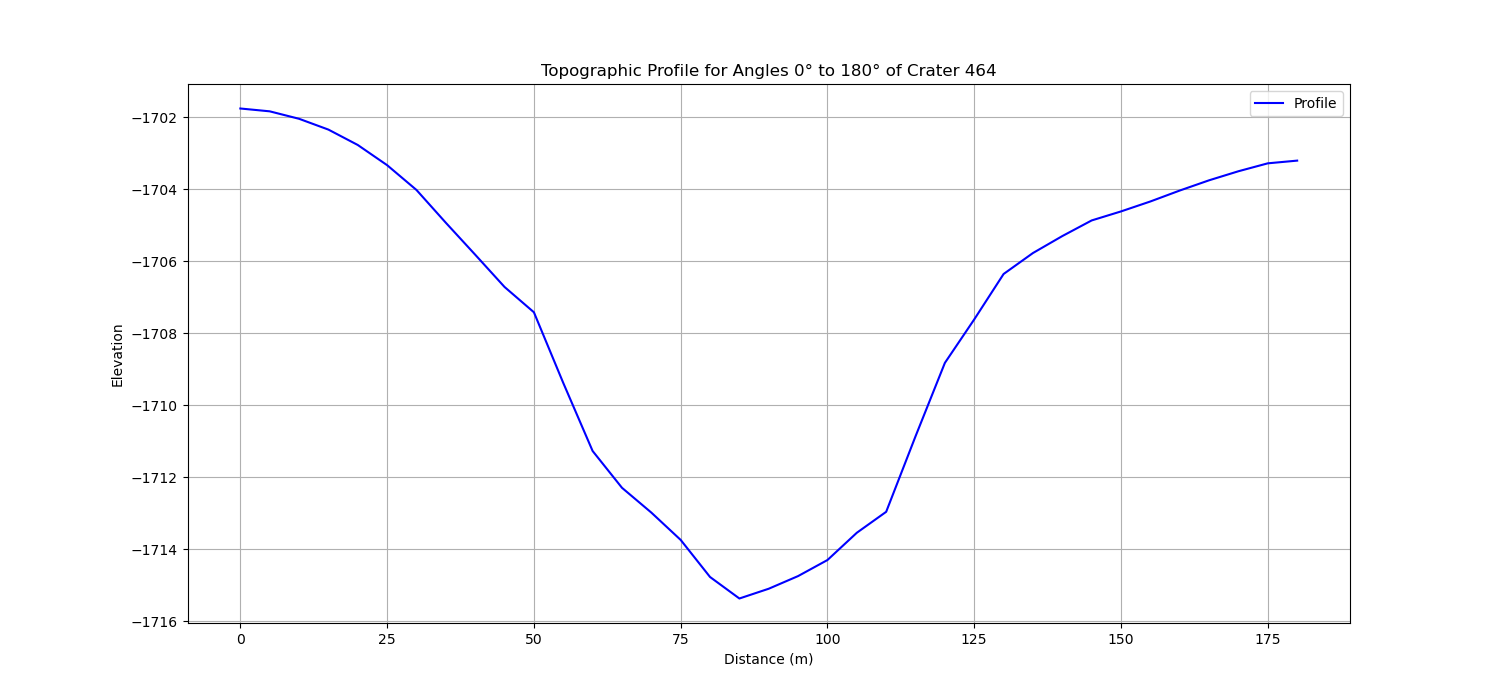 Topographic Profile for Angles 0° to 180° of Crater 464
Profile
−1702
−1704
−1706
−1708
−1710
−1712
−1714
−1716
Elevation
0 25 50 75 100 125 150 175
Distance (m)